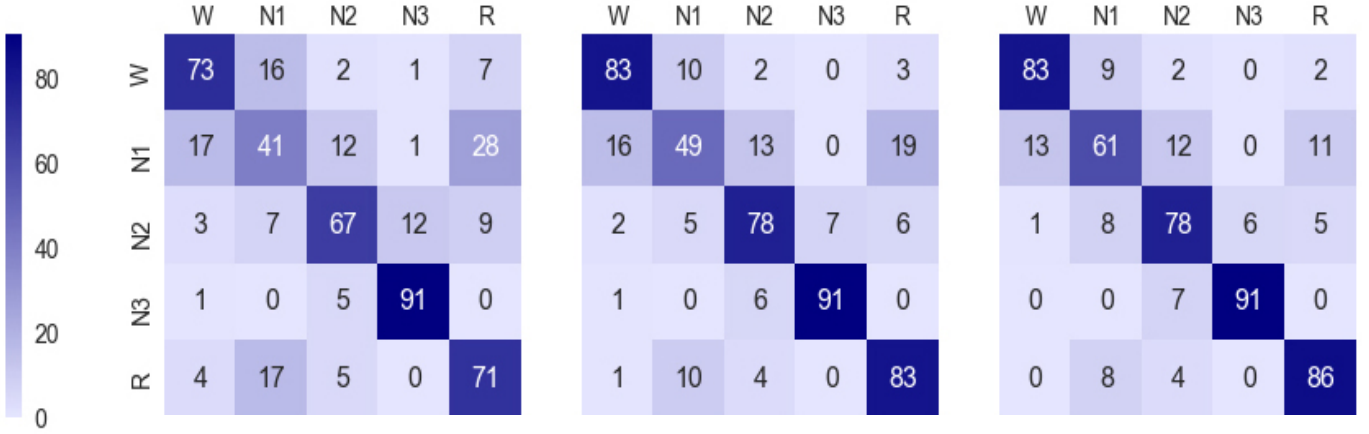 W N1 N2 N3 R W N1 N2 N3 R W N1 N2 N3 R
80 W 73 16 2 1 7 83 10 2 0 3 83 9 2 0 2
60 N1 17 41 12 1 28 16 49 13 0 19 13 61 12 0 11
40 N2 3 7 67 12 9 2 5 78 7 6 1 8 78 6 5
20 N3 1 0 5 91 0 1 0 6 91 0 0 0 7 91 0
0 R 4 17 5 0 71 1 10 4 0 83 0 8 4 0 86